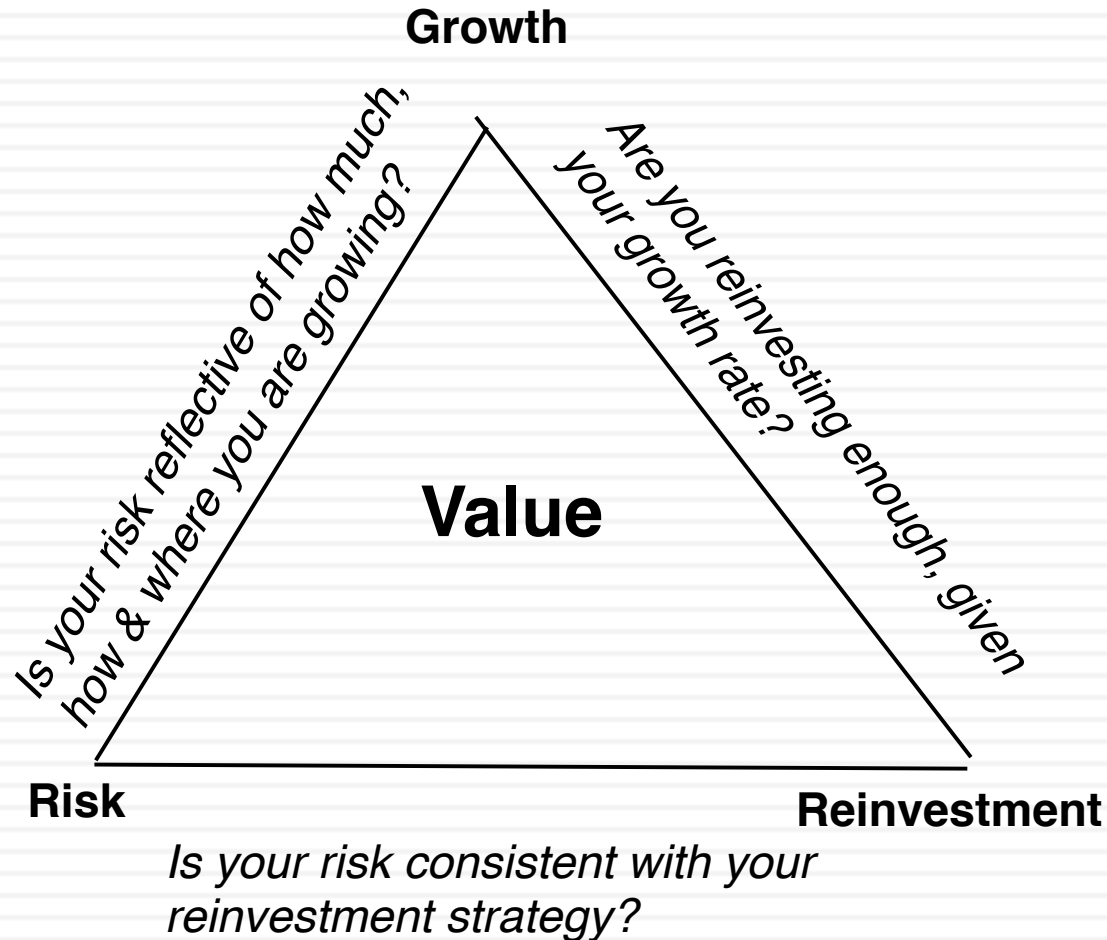 Growth
Is your risk reflective of how much,
how & where you are growing?
Are you reinvesting enough, given
your growth rate?
Value
Risk
Reinvestment
Is your risk consistent with your
reinvestment strategy?